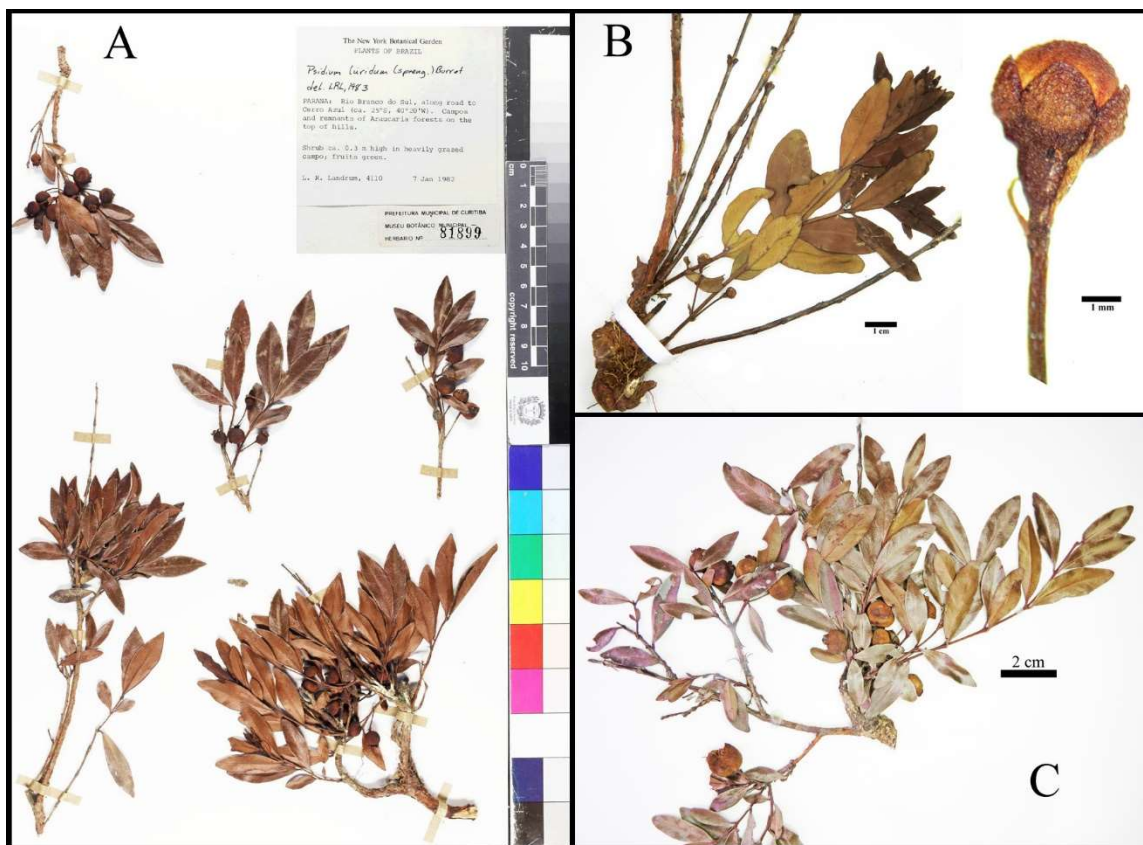 A
The New York Botanical Garden
PLANTS OF BRAZIL
Psidium luridum (Spreng.) Burret
det. LRL, 1983
PARANA: Rio Branco do Sul, along road to
Cerro Azul (ca. 25°S, 40°20'W). Campos
and remnants of Araucaria forests on the
top of hills.
Shrub ca. 0.3 m high in heavily grazed
campo; fruits green.
L. R. Landrum, 4110 7 Jan 1982
PREFEITURA MUNICIPAL DE CURITIBA
MUSEU BOTÂNICO MUNICIPAL
HERBARIO Nº 81899
0 1 2 3 4 5 6 7 8 9 10
cm
copyright reserved
B
1 cm
1 mm
2 cm
C